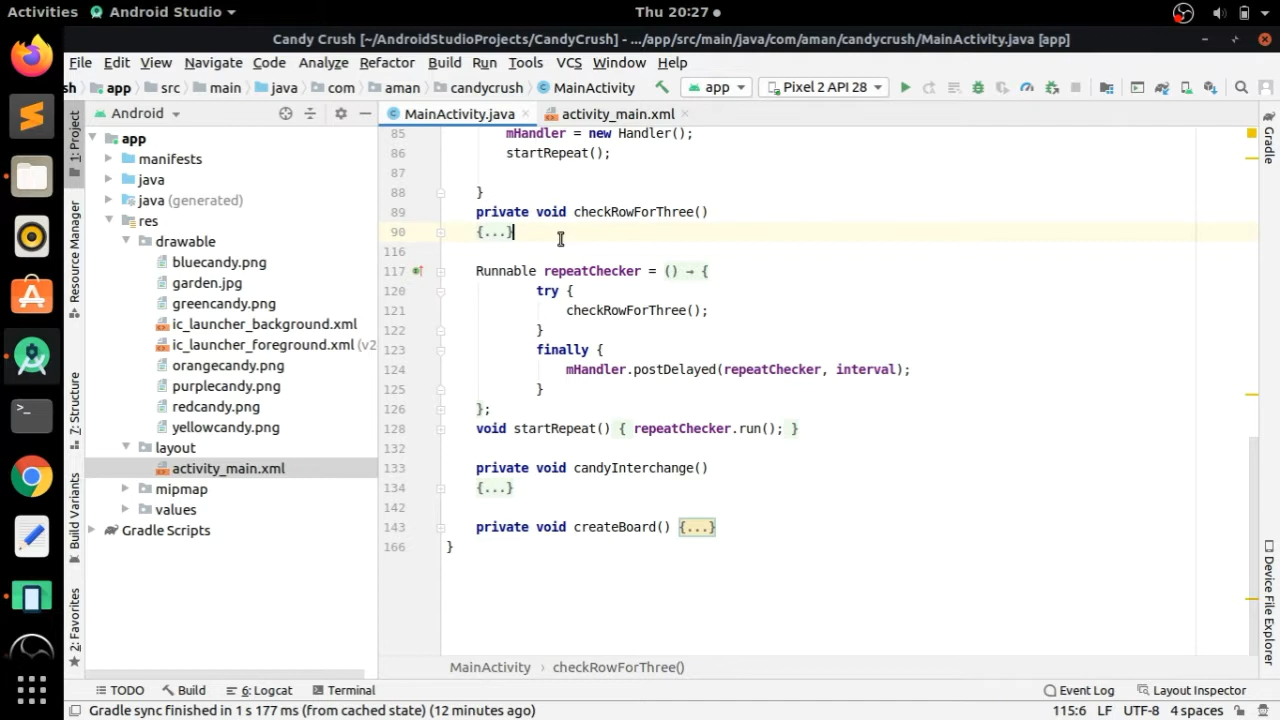 Activities Android Studio Thu 20:27
Candy Crush [~/AndroidStudioProjects/CandyCrush] - .../app/src/main/java/com/aman/candycrush/MainActivity.java [app]
File Edit View Navigate Code Analyze Refactor Build Run Tools VCS Window Help
sh app src main java com aman candycrush MainActivity app Pixel 2 API 28
Android MainActivity.java activity_main.xml
1: Project
Resource Manager
7: Structure
Build Variants
2: Favorites
app
manifests
java
java (generated)
res
drawable
bluecandy.png
garden.jpg
greencandy.png
ic_launcher_background.xml
ic_launcher_foreground.xml (v2
orangecandy.png
purplecandy.png
redcandy.png
yellowcandy.png
layout
activity_main.xml
mipmap
values
Gradle Scripts
85 mHandler = new Handler();
86 startRepeat();
87
88 }
89 private void checkRowForThree()
90 {...}
116
117 Runnable repeatChecker = () → {
120 try {
121 checkRowForThree();
122 }
123 finally {
124 mHandler.postDelayed(repeatChecker, interval);
125 }
126 };
128 void startRepeat() { repeatChecker.run(); }
132
133 private void candyInterchange()
134 {...}
142
143 private void createBoard() {...}
166 }
Gradle
Device File Explorer
MainActivity › checkRowForThree()
TODO Build 6: Logcat Terminal Event Log Layout Inspector
Gradle sync finished in 1 s 177 ms (from cached state) (12 minutes ago) 115:6 LF UTF-8 4 spaces